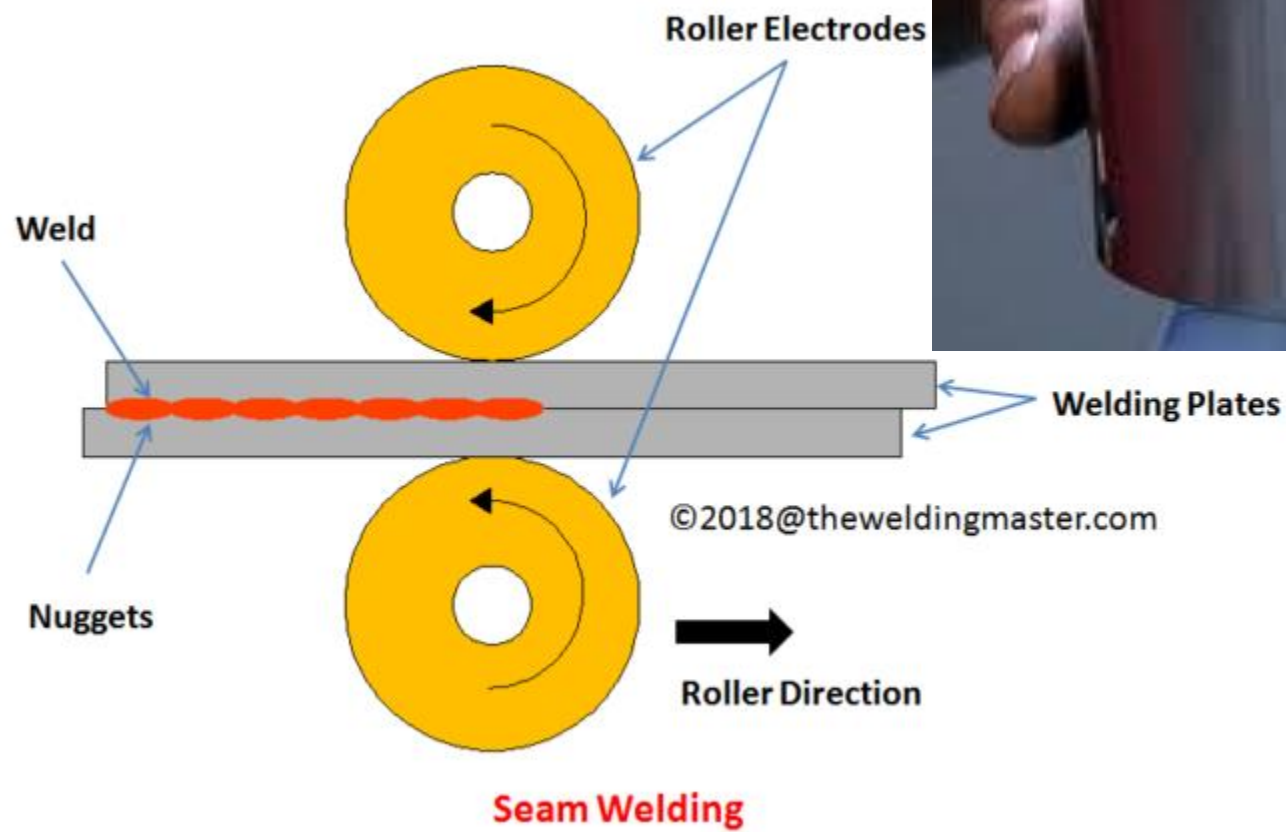 Roller Electrodes
Weld
Welding Plates
©2018@theweldingmaster.com
Nuggets
Roller Direction
Seam Welding